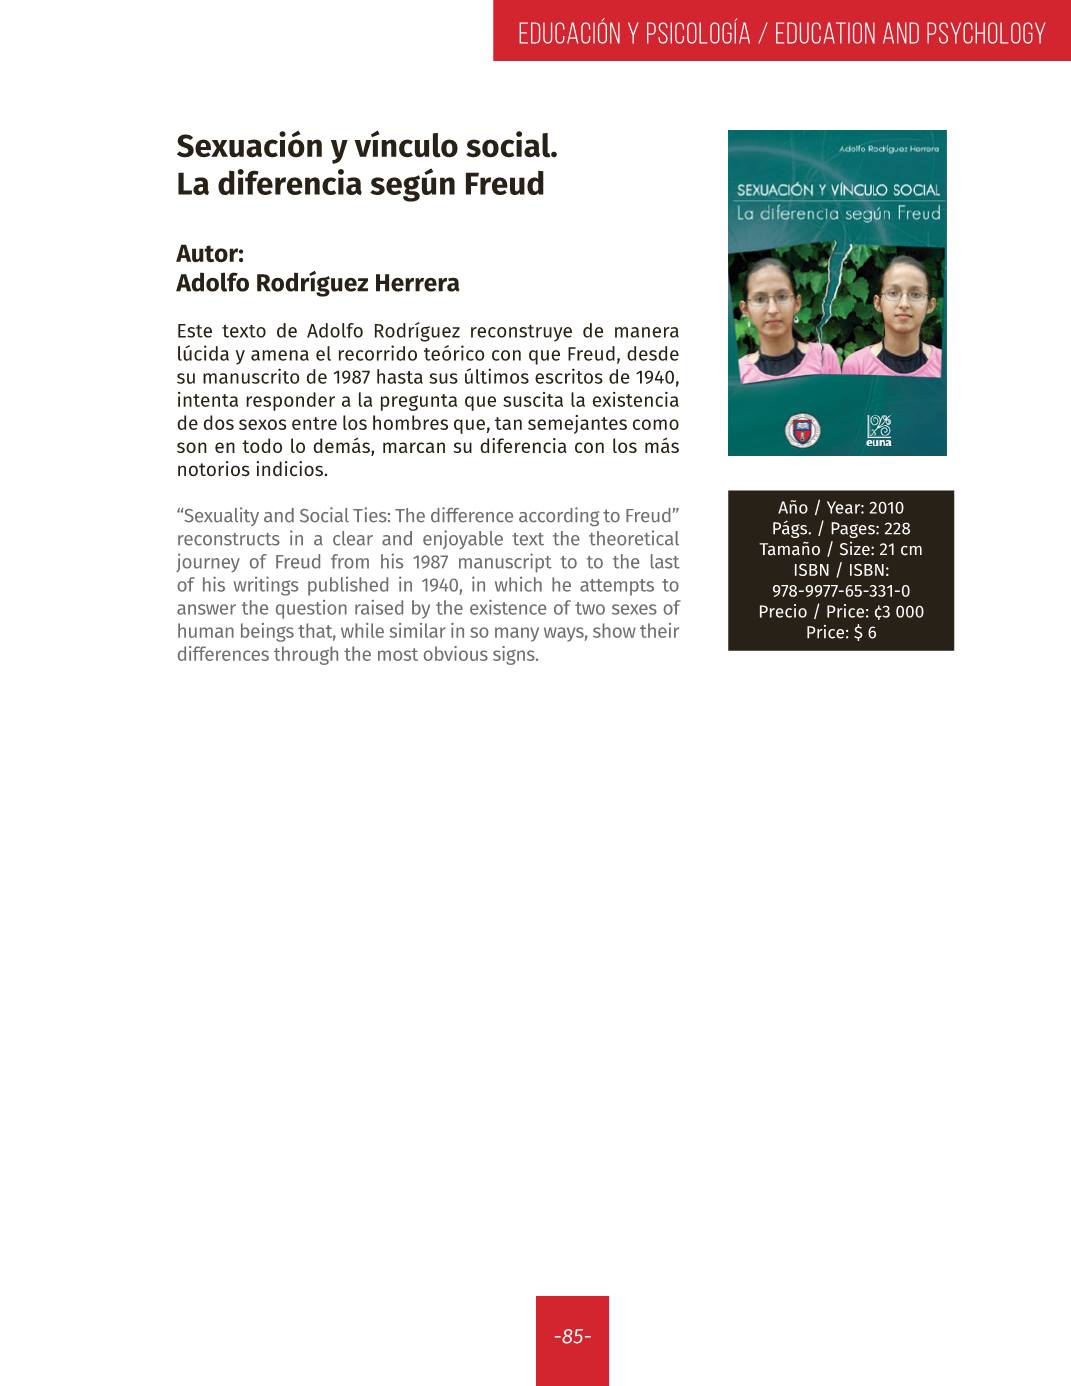 EDUCACIÓN Y PSICOLOGÍA / EDUCATION AND PSYCHOLOGY
Sexuación y vínculo social.
La diferencia según Freud
Autor:
Adolfo Rodríguez Herrera
Este texto de Adolfo Rodríguez reconstruye de manera
lúcida y amena el recorrido teórico con que Freud, desde
su manuscrito de 1987 hasta sus últimos escritos de 1940,
intenta responder a la pregunta que suscita la existencia
de dos sexos entre los hombres que, tan semejantes como
son en todo lo demás, marcan su diferencia con los más
notorios indicios.
“Sexuality and Social Ties: The difference according to Freud”
reconstructs in a clear and enjoyable text the theoretical
journey of Freud from his 1987 manuscript to to the last
of his writings published in 1940, in which he attempts to
answer the question raised by the existence of two sexes of
human beings that, while similar in so many ways, show their
differences through the most obvious signs.
Adolfo Rodríguez Herrera
SEXUACIÓN Y VÍNCULO SOCIAL
La diferencia según Freud
euna
Año / Year: 2010
Págs. / Pages: 228
Tamaño / Size: 21 cm
ISBN / ISBN:
978-9977-65-331-0
Precio / Price: ¢3 000
Price: $ 6
-85-